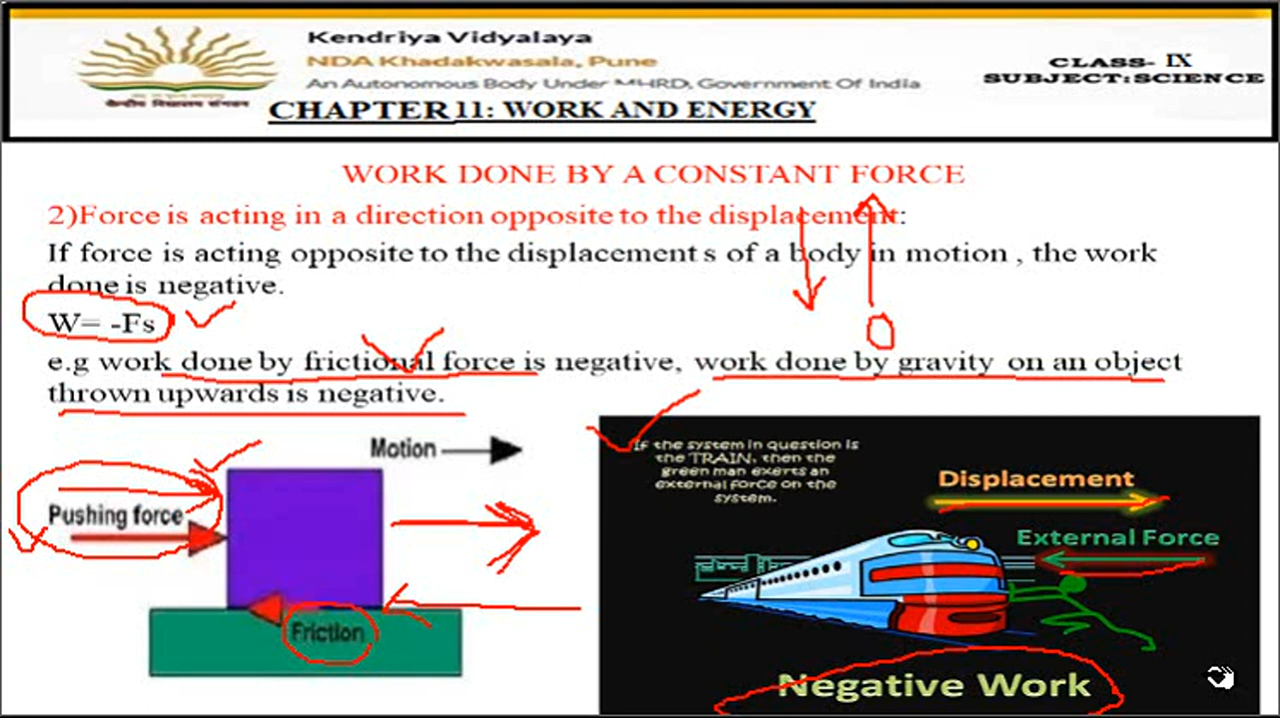 Kendriya Vidyalaya
NDA Khadakwasala, Pune
An Autonomous Body Under MHRD, Government Of India
केन्द्रीय विद्यालय संगठन
CLASS- IX
SUBJECT:SCIENCE
CHAPTER 11: WORK AND ENERGY
WORK DONE BY A CONSTANT FORCE
2)Force is acting in a direction opposite to the displacement:
If force is acting opposite to the displacement s of a body in motion , the work
done is negative.
W= -Fs
e.g work done by frictional force is negative, work done by gravity on an object
thrown upwards is negative.
Motion
Pushing force
Friction
If the system in question is
the TRAIN, then the
green man exerts an
external force on the
system.
Displacement
External Force
Negative Work